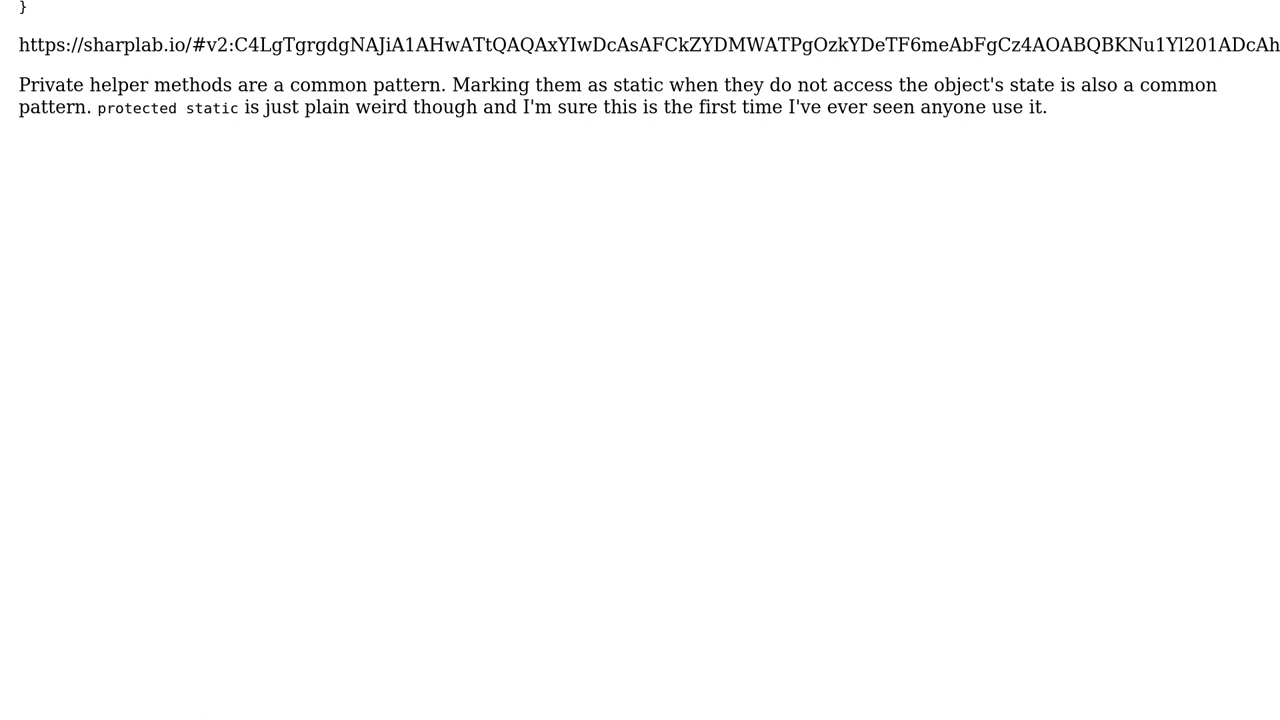 }
https://sharplab.io/#v2:C4LgTgrgdgNAJiA1AHwATtQAQAxYIwDcAsAFCkZYDMWATPgOzkYDeTF6meAbFgCz4AOABQBKNu1Yl201ADcAh
Private helper methods are a common pattern. Marking them as static when they do not access the object's state is also a common
pattern. protected static is just plain weird though and I'm sure this is the first time I've ever seen anyone use it.